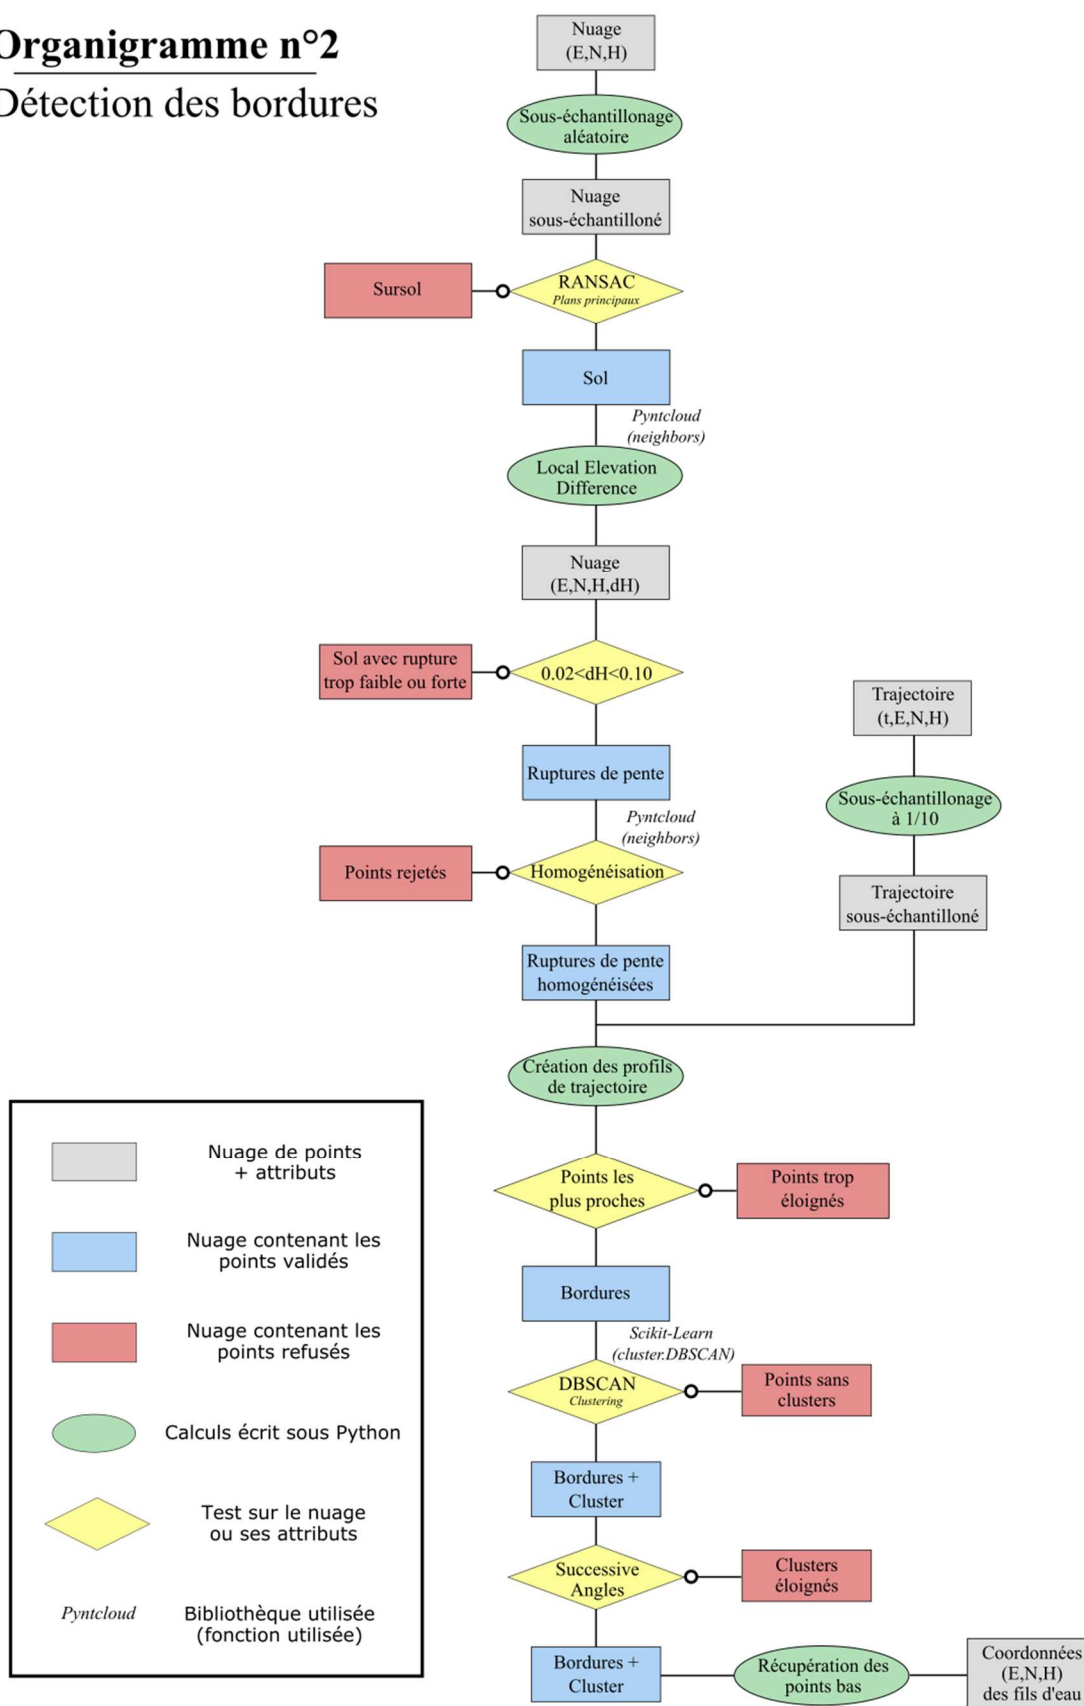 Organigramme n°2
Détection des bordures
Nuage
(E,N,H)
Sous-échantillonage
aléatoire
Nuage
sous-échantilloné
RANSAC
Plans principaux
Sursol
Sol
Pyntcloud
(neighbors)
Local Elevation
Difference
Nuage
(E,N,H,dH)
Sol avec rupture
trop faible ou forte
0.02<dH<0.10
Ruptures de pente
Pyntcloud
(neighbors)
Points rejetés
Homogénéisation
Ruptures de pente
homogénéisées
Trajectoire
(t,E,N,H)
Sous-échantillonage
à 1/10
Trajectoire
sous-échantilloné
Création des profils
de trajectoire
Points les
plus proches
Points trop
éloignés
Bordures
Scikit-Learn
(cluster.DBSCAN)
DBSCAN
Clustering
Points sans
clusters
Bordures +
Cluster
Successive
Angles
Clusters
éloignés
Bordures +
Cluster
Récupération des
points bas
Coordonnées
(E,N,H)
des fils d'eau
Nuage de points
+ attributs
Nuage contenant les
points validés
Nuage contenant les
points refusés
Calculs écrit sous Python
Test sur le nuage
ou ses attributs
Pyntcloud
Bibliothèque utilisée
(fonction utilisée)